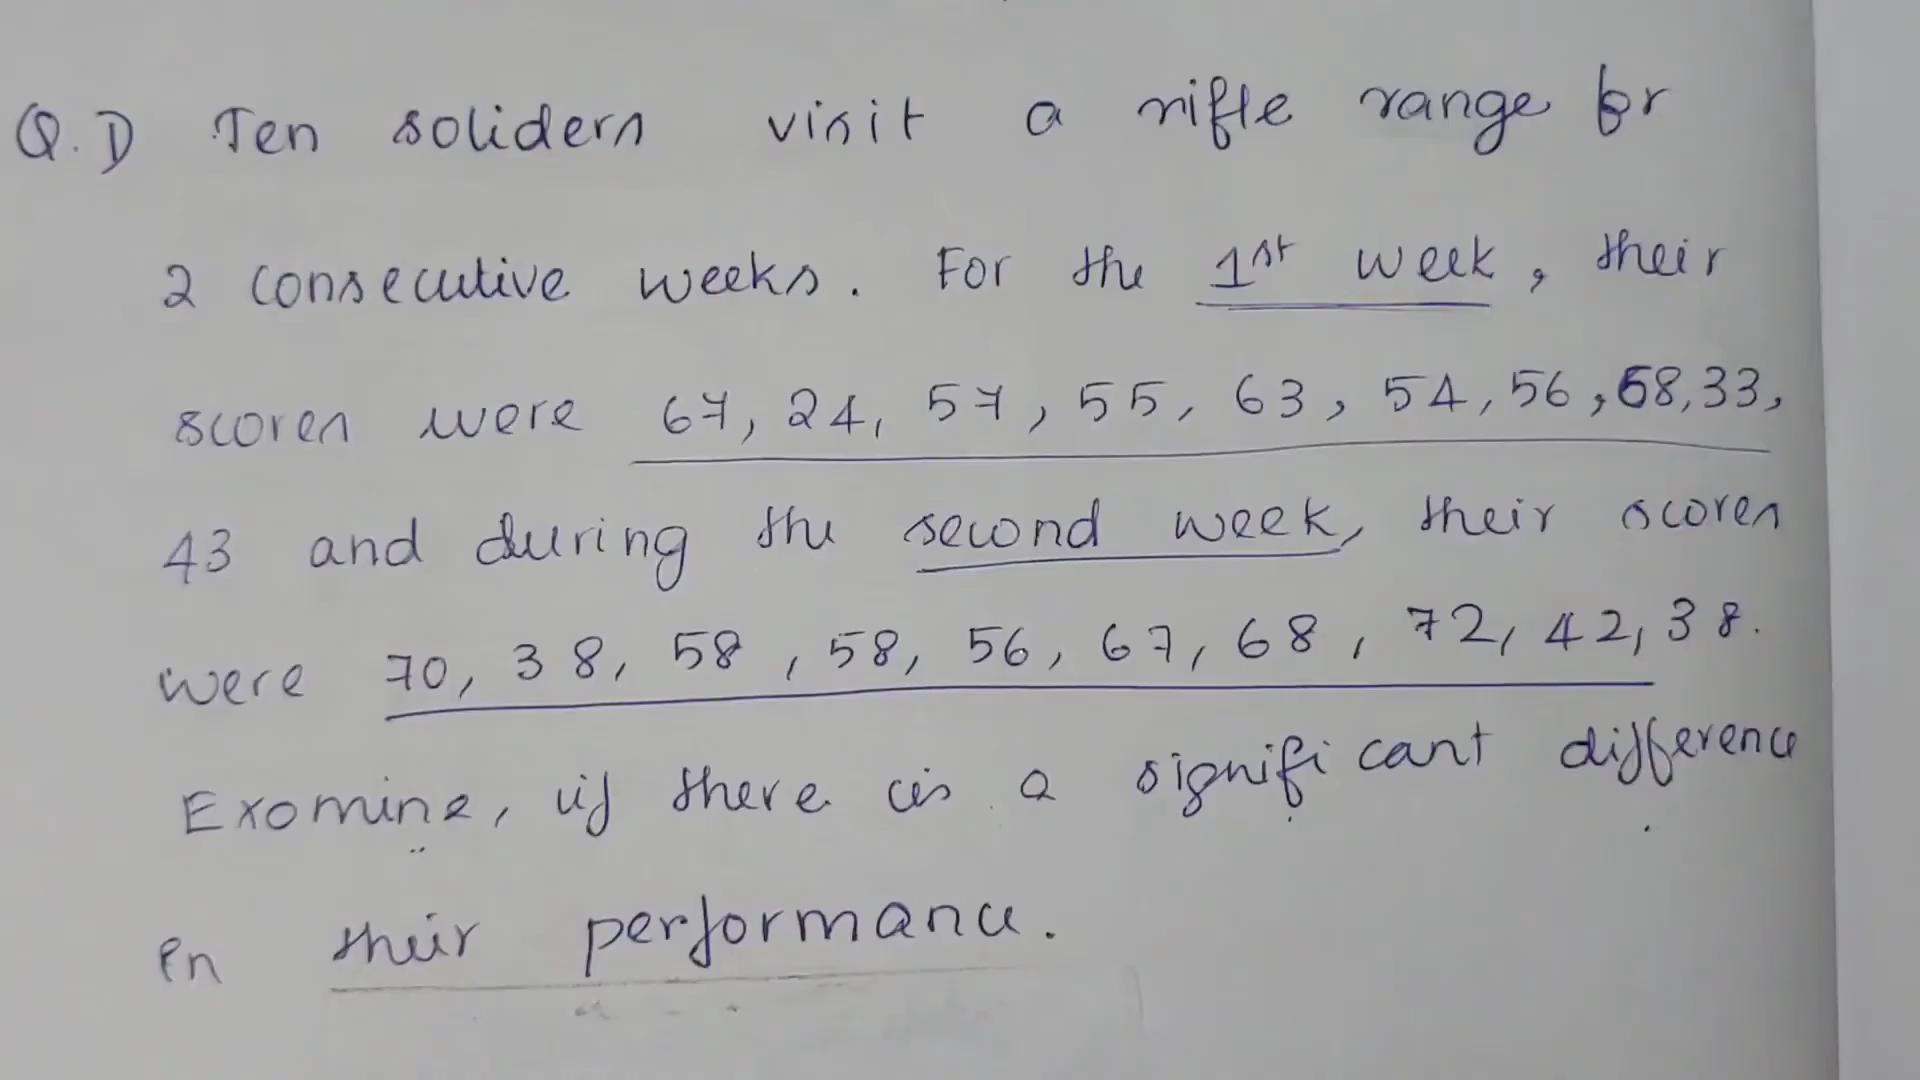 Q.1) Ten soliders visit a rifle range for
2 consecutive weeks. For the 1st week, their
scores were 67, 24, 57, 55, 63, 54, 56, 68, 33,
43 and during the second week, their scores
were 70, 38, 58, 58, 56, 67, 68, 72, 42, 38.
Examine, if there is a significant difference
in their performance.